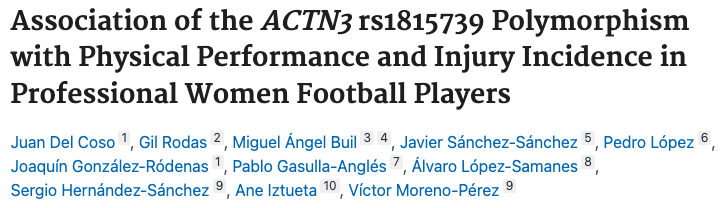 Association of the ACTN3 rs1815739 Polymorphism
with Physical Performance and Injury Incidence in
Professional Women Football Players
Juan Del Coso 1, Gil Rodas 2, Miguel Ángel Buil 3 4, Javier Sánchez-Sánchez 5, Pedro López 6,
Joaquín González-Ródenas 1, Pablo Gasulla-Anglés 7, Álvaro López-Samanes 8,
Sergio Hernández-Sánchez 9, Ane Iztueta 10, Víctor Moreno-Pérez 9